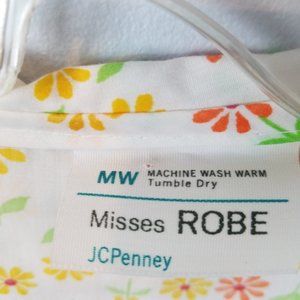 MW MACHINE WASH WARM
Tumble Dry
Misses ROBE
JCPenney